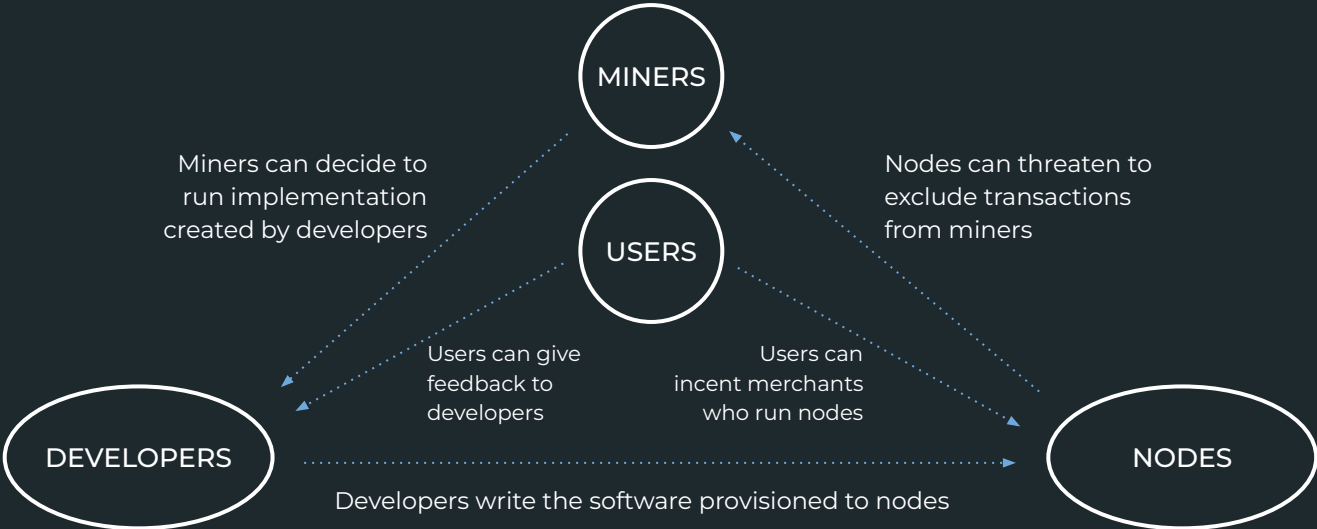 MINERS
Miners can decide to
run implementation
created by developers
Nodes can threaten to
exclude transactions
from miners
USERS
Users can give
feedback to
developers
Users can
incent merchants
who run nodes
DEVELOPERS
NODES
Developers write the software provisioned to nodes